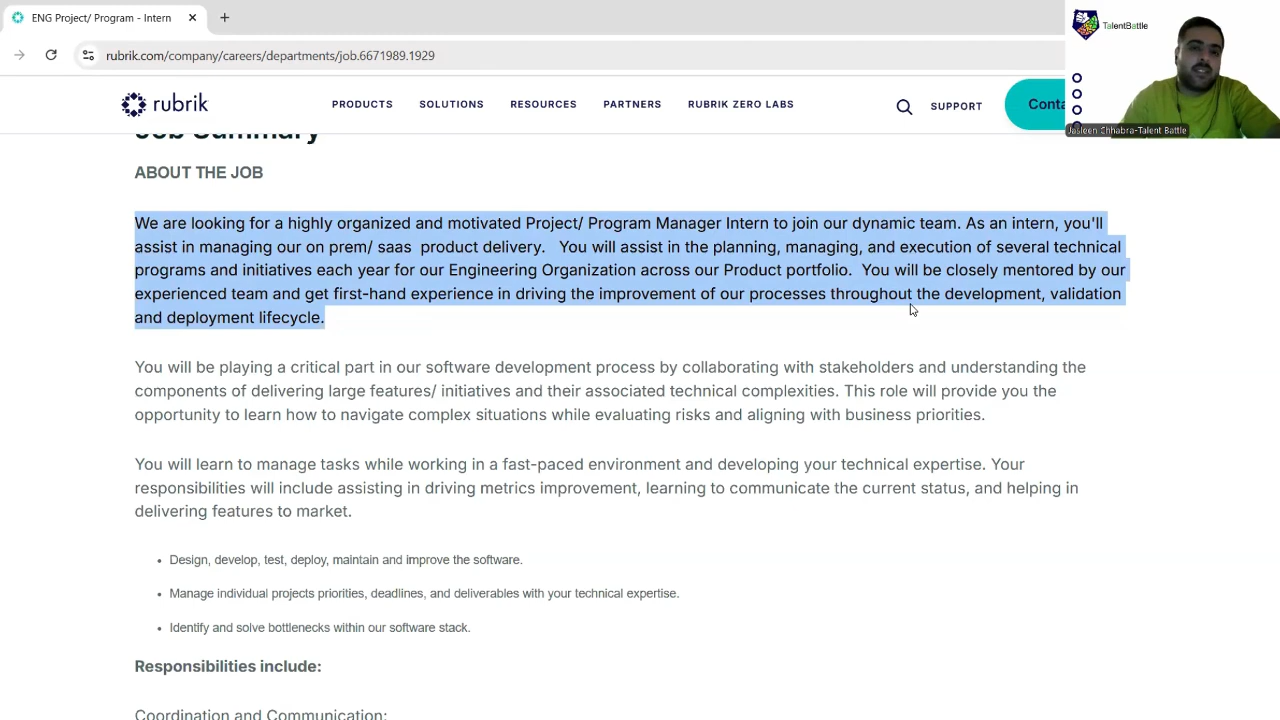 ENG Project/ Program - Intern
rubrik.com/company/careers/departments/job.6671989.1929
TalentBattle
rubrik
PRODUCTS SOLUTIONS RESOURCES PARTNERS RUBRIK ZERO LABS SUPPORT Conta
Jasleen Chhabra-Talent Battle
Job Summary
ABOUT THE JOB
We are looking for a highly organized and motivated Project/ Program Manager Intern to join our dynamic team. As an intern, you'll
assist in managing our on prem/ saas product delivery. You will assist in the planning, managing, and execution of several technical
programs and initiatives each year for our Engineering Organization across our Product portfolio. You will be closely mentored by our
experienced team and get first-hand experience in driving the improvement of our processes throughout the development, validation
and deployment lifecycle.
You will be playing a critical part in our software development process by collaborating with stakeholders and understanding the
components of delivering large features/ initiatives and their associated technical complexities. This role will provide you the
opportunity to learn how to navigate complex situations while evaluating risks and aligning with business priorities.
You will learn to manage tasks while working in a fast-paced environment and developing your technical expertise. Your
responsibilities will include assisting in driving metrics improvement, learning to communicate the current status, and helping in
delivering features to market.
• Design, develop, test, deploy, maintain and improve the software.
• Manage individual projects priorities, deadlines, and deliverables with your technical expertise.
• Identify and solve bottlenecks within our software stack.
Responsibilities include:
Coordination and Communication: